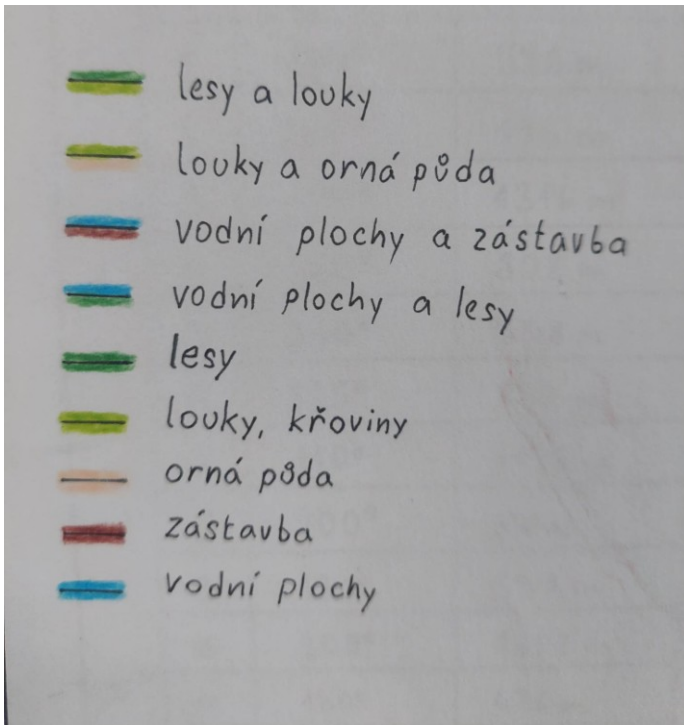 lesy a louky
louky a orná půda
vodní plochy a zástavba
vodní plochy a lesy
lesy
louky, křoviny
orná půda
zástavba
vodní plochy